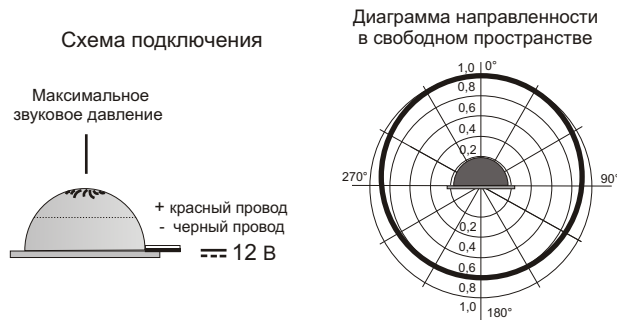 Схема подключения
Максимальное
звуковое давление
+ красный провод
- черный провод
12 В
Диаграмма направленности
в свободном пространстве
1,0 0°
0,8
0,6
0,4
0,2
270° 90°
0,2
0,4
0,6
0,8
1,0 180°